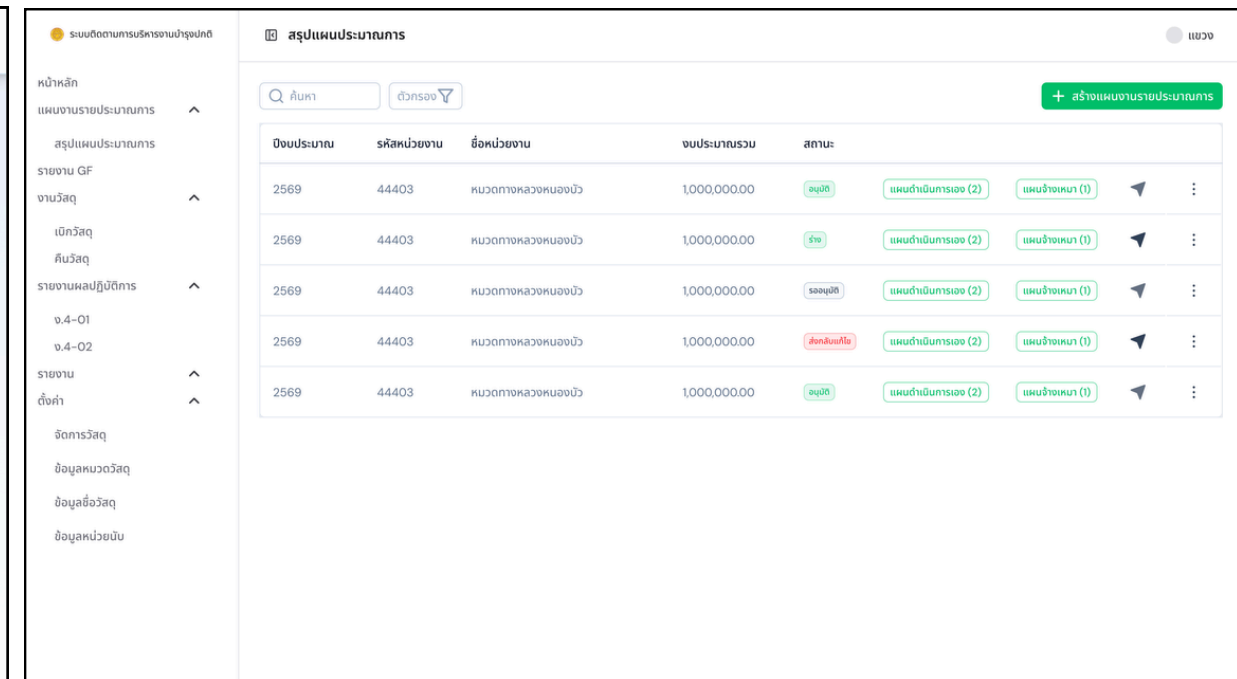 ระบบติดตามการบริหารงานบำรุงปกติ
หน้าหลัก
แผนงานรายประมาณการ
สรุปแผนประมาณการ
รายงาน GF
งานวัสดุ
เบิกวัสดุ
คืนวัสดุ
รายงานผลปฏิบัติการ
ง.4-01
ง.4-02
รายงาน
ตั้งค่า
จัดการวัสดุ
ข้อมูลหมวดวัสดุ
ข้อมูลชื่อวัสดุ
ข้อมูลหน่วยนับ
สรุปแผนประมาณการ
แขวง
ค้นหา ตัวกรอง + สร้างแผนงานรายประมาณการ
ปีงบประมาณ รหัสหน่วยงาน ชื่อหน่วยงาน งบประมาณรวม สถานะ
2569 44403 หมวดทางหลวงหนองบัว 1,000,000.00 อนุมัติ แผนดำเนินการเอง (2) แผนจ้างเหมา (1)
2569 44403 หมวดทางหลวงหนองบัว 1,000,000.00 ร่าง แผนดำเนินการเอง (2) แผนจ้างเหมา (1)
2569 44403 หมวดทางหลวงหนองบัว 1,000,000.00 รออนุมัติ แผนดำเนินการเอง (2) แผนจ้างเหมา (1)
2569 44403 หมวดทางหลวงหนองบัว 1,000,000.00 ส่งกลับแก้ไข แผนดำเนินการเอง (2) แผนจ้างเหมา (1)
2569 44403 หมวดทางหลวงหนองบัว 1,000,000.00 อนุมัติ แผนดำเนินการเอง (2) แผนจ้างเหมา (1)